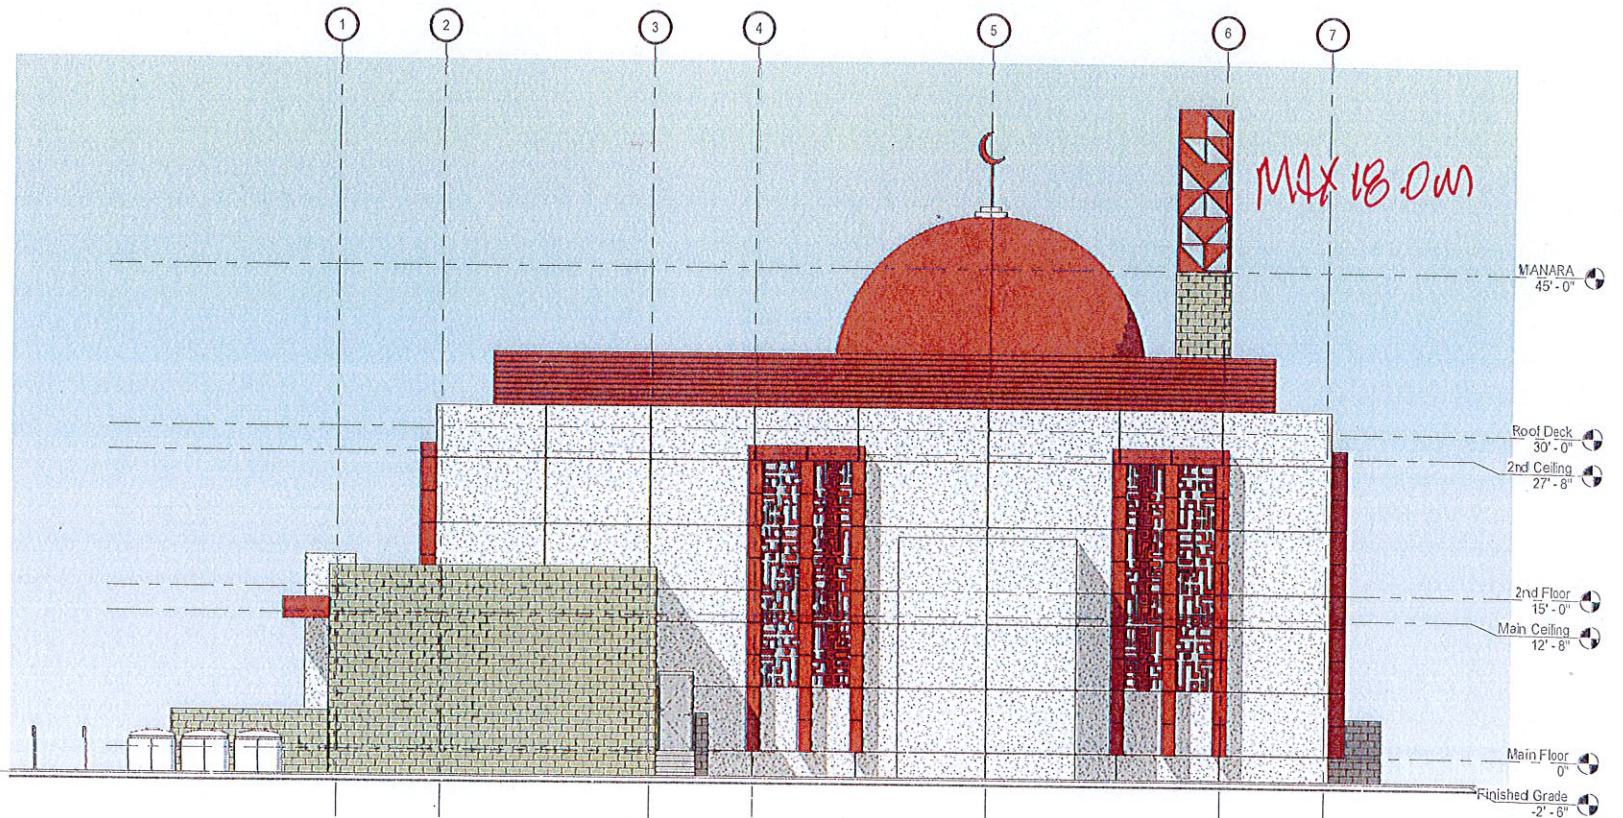 1 2 3 4 5 6 7
MAX 18.0m
MANARA
45' - 0"
Roof Deck
30' - 0"
2nd Ceiling
27' - 8"
2nd Floor
15' - 0"
Main Ceiling
12' - 8"
Main Floor
0"
Finished Grade
-2' - 6"